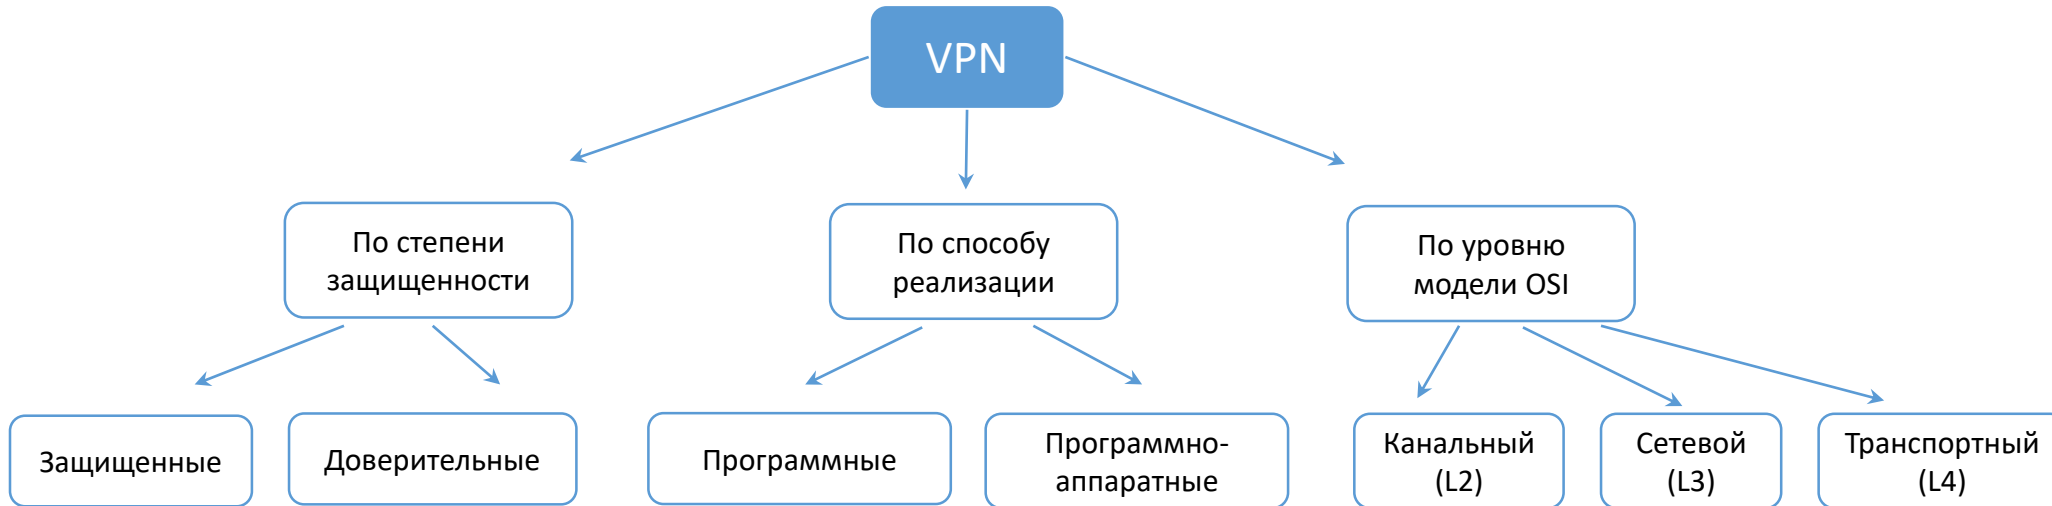 VPN
По степени
защищенности
По способу
реализации
По уровню
модели OSI
Защищенные
Доверительные
Программные
Программно-
аппаратные
Канальный
(L2)
Сетевой
(L3)
Транспортный
(L4)